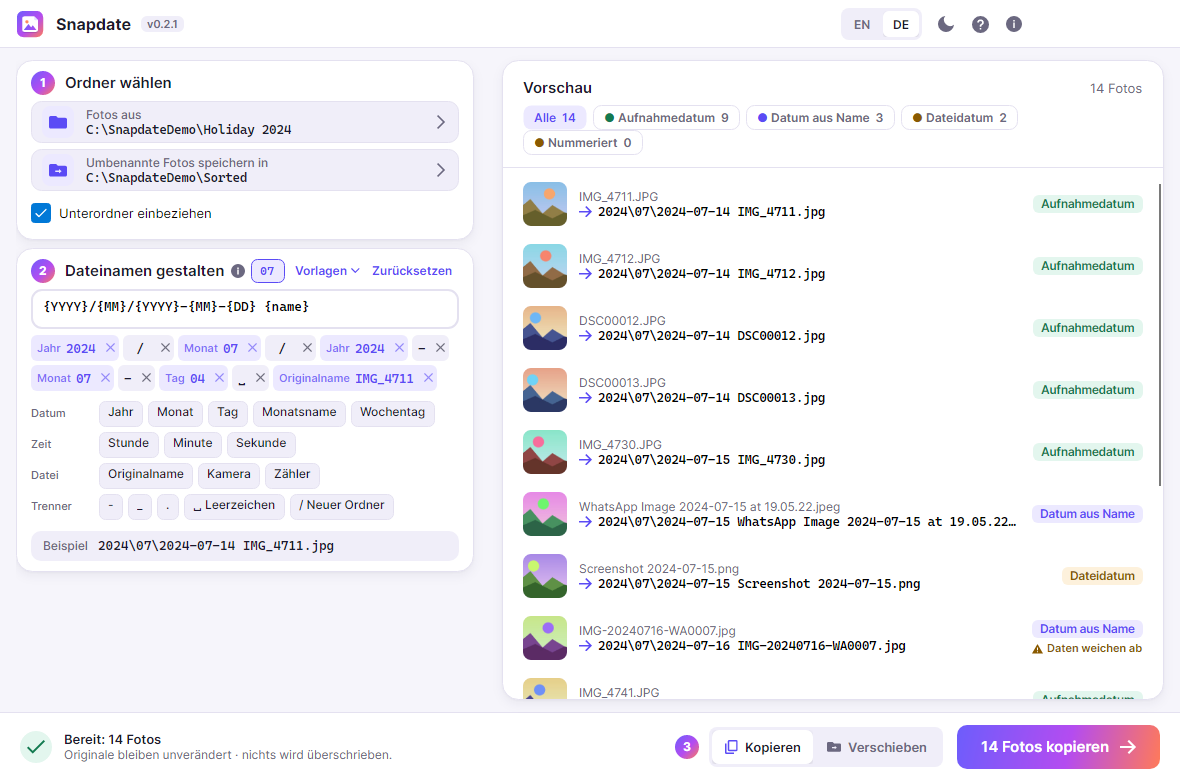 Snapdate v0.2.1 EN DE
1 Ordner wählen
Fotos aus
C:\SnapdateDemo\Holiday 2024
Umbenannte Fotos speichern in
C:\SnapdateDemo\Sorted
Unterordner einbeziehen
2 Dateinamen gestalten 07 Vorlagen Zurücksetzen
{YYYY}/{MM}/{YYYY}-{MM}-{DD} {name}
Jahr 2024 × / × Monat 07 × / × Jahr 2024 × - ×
Monat 07 × - × Tag 04 × ␣ × Originalname IMG_4711 ×
Datum Jahr Monat Tag Monatsname Wochentag
Zeit Stunde Minute Sekunde
Datei Originalname Kamera Zähler
Trenner - _ . ␣ Leerzeichen / Neuer Ordner
Beispiel 2024\07\2024-07-14 IMG_4711.jpg
Vorschau 14 Fotos
Alle 14 Aufnahmedatum 9 Datum aus Name 3 Dateidatum 2
Nummeriert 0
IMG_4711.JPG
→ 2024\07\2024-07-14 IMG_4711.jpg Aufnahmedatum
IMG_4712.JPG
→ 2024\07\2024-07-14 IMG_4712.jpg Aufnahmedatum
DSC00012.JPG
→ 2024\07\2024-07-14 DSC00012.jpg Aufnahmedatum
DSC00013.JPG
→ 2024\07\2024-07-14 DSC00013.jpg Aufnahmedatum
IMG_4730.JPG
→ 2024\07\2024-07-15 IMG_4730.jpg Aufnahmedatum
WhatsApp Image 2024-07-15 at 19.05.22.jpeg
→ 2024\07\2024-07-15 WhatsApp Image 2024-07-15 at 19.05.22… Datum aus Name
Screenshot 2024-07-15.png
→ 2024\07\2024-07-15 Screenshot 2024-07-15.png Dateidatum
IMG-20240716-WA0007.jpg
→ 2024\07\2024-07-16 IMG-20240716-WA0007.jpg Datum aus Name
Daten weichen ab
IMG_4741.JPG
Aufnahmedatum
Bereit: 14 Fotos
Originale bleiben unverändert · nichts wird überschrieben.
3 Kopieren Verschieben 14 Fotos kopieren →